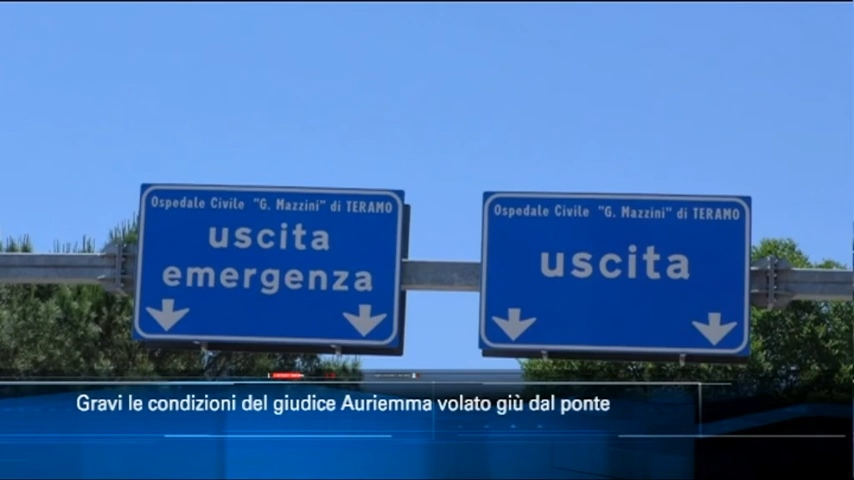 Ospedale Civile "G. Mazzini" di TERAMO
uscita
emergenza
Ospedale Civile "G. Mazzini" di TERAMO
uscita
Gravi le condizioni del giudice Auriemma volato giù dal ponte